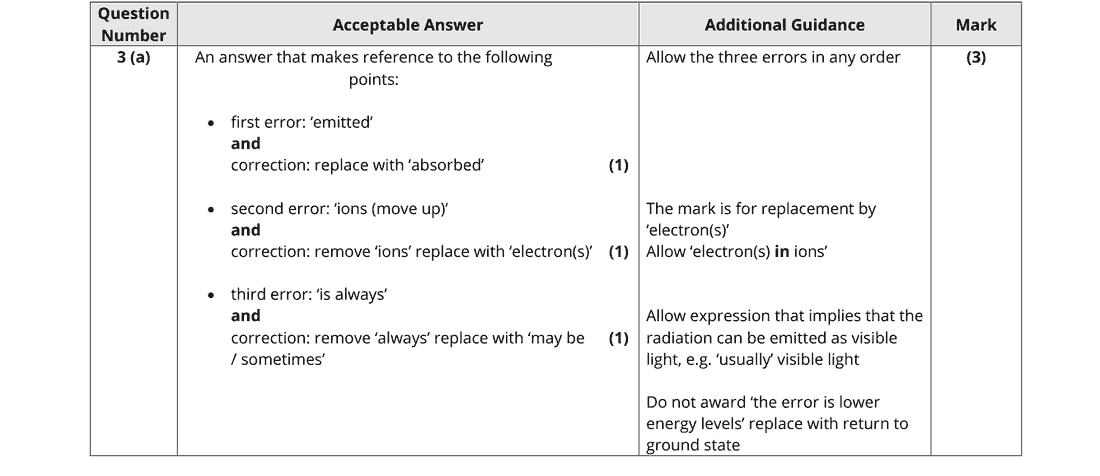 Question
Number
Acceptable Answer
Additional Guidance
Mark
3 (a)
An answer that makes reference to the following
points:
Allow the three errors in any order
(3)
• first error: ‘emitted’
and
correction: replace with ‘absorbed’ (1)
• second error: ‘ions (move up)’
and
correction: remove ‘ions’ replace with ‘electron(s)’ (1)
The mark is for replacement by
‘electron(s)’
Allow ‘electron(s) in ions’
• third error: ‘is always’
and
correction: remove ‘always’ replace with ‘may be (1)
/ sometimes’
Allow expression that implies that the
radiation can be emitted as visible
light, e.g. ‘usually’ visible light
Do not award ‘the error is lower
energy levels’ replace with return to
ground state